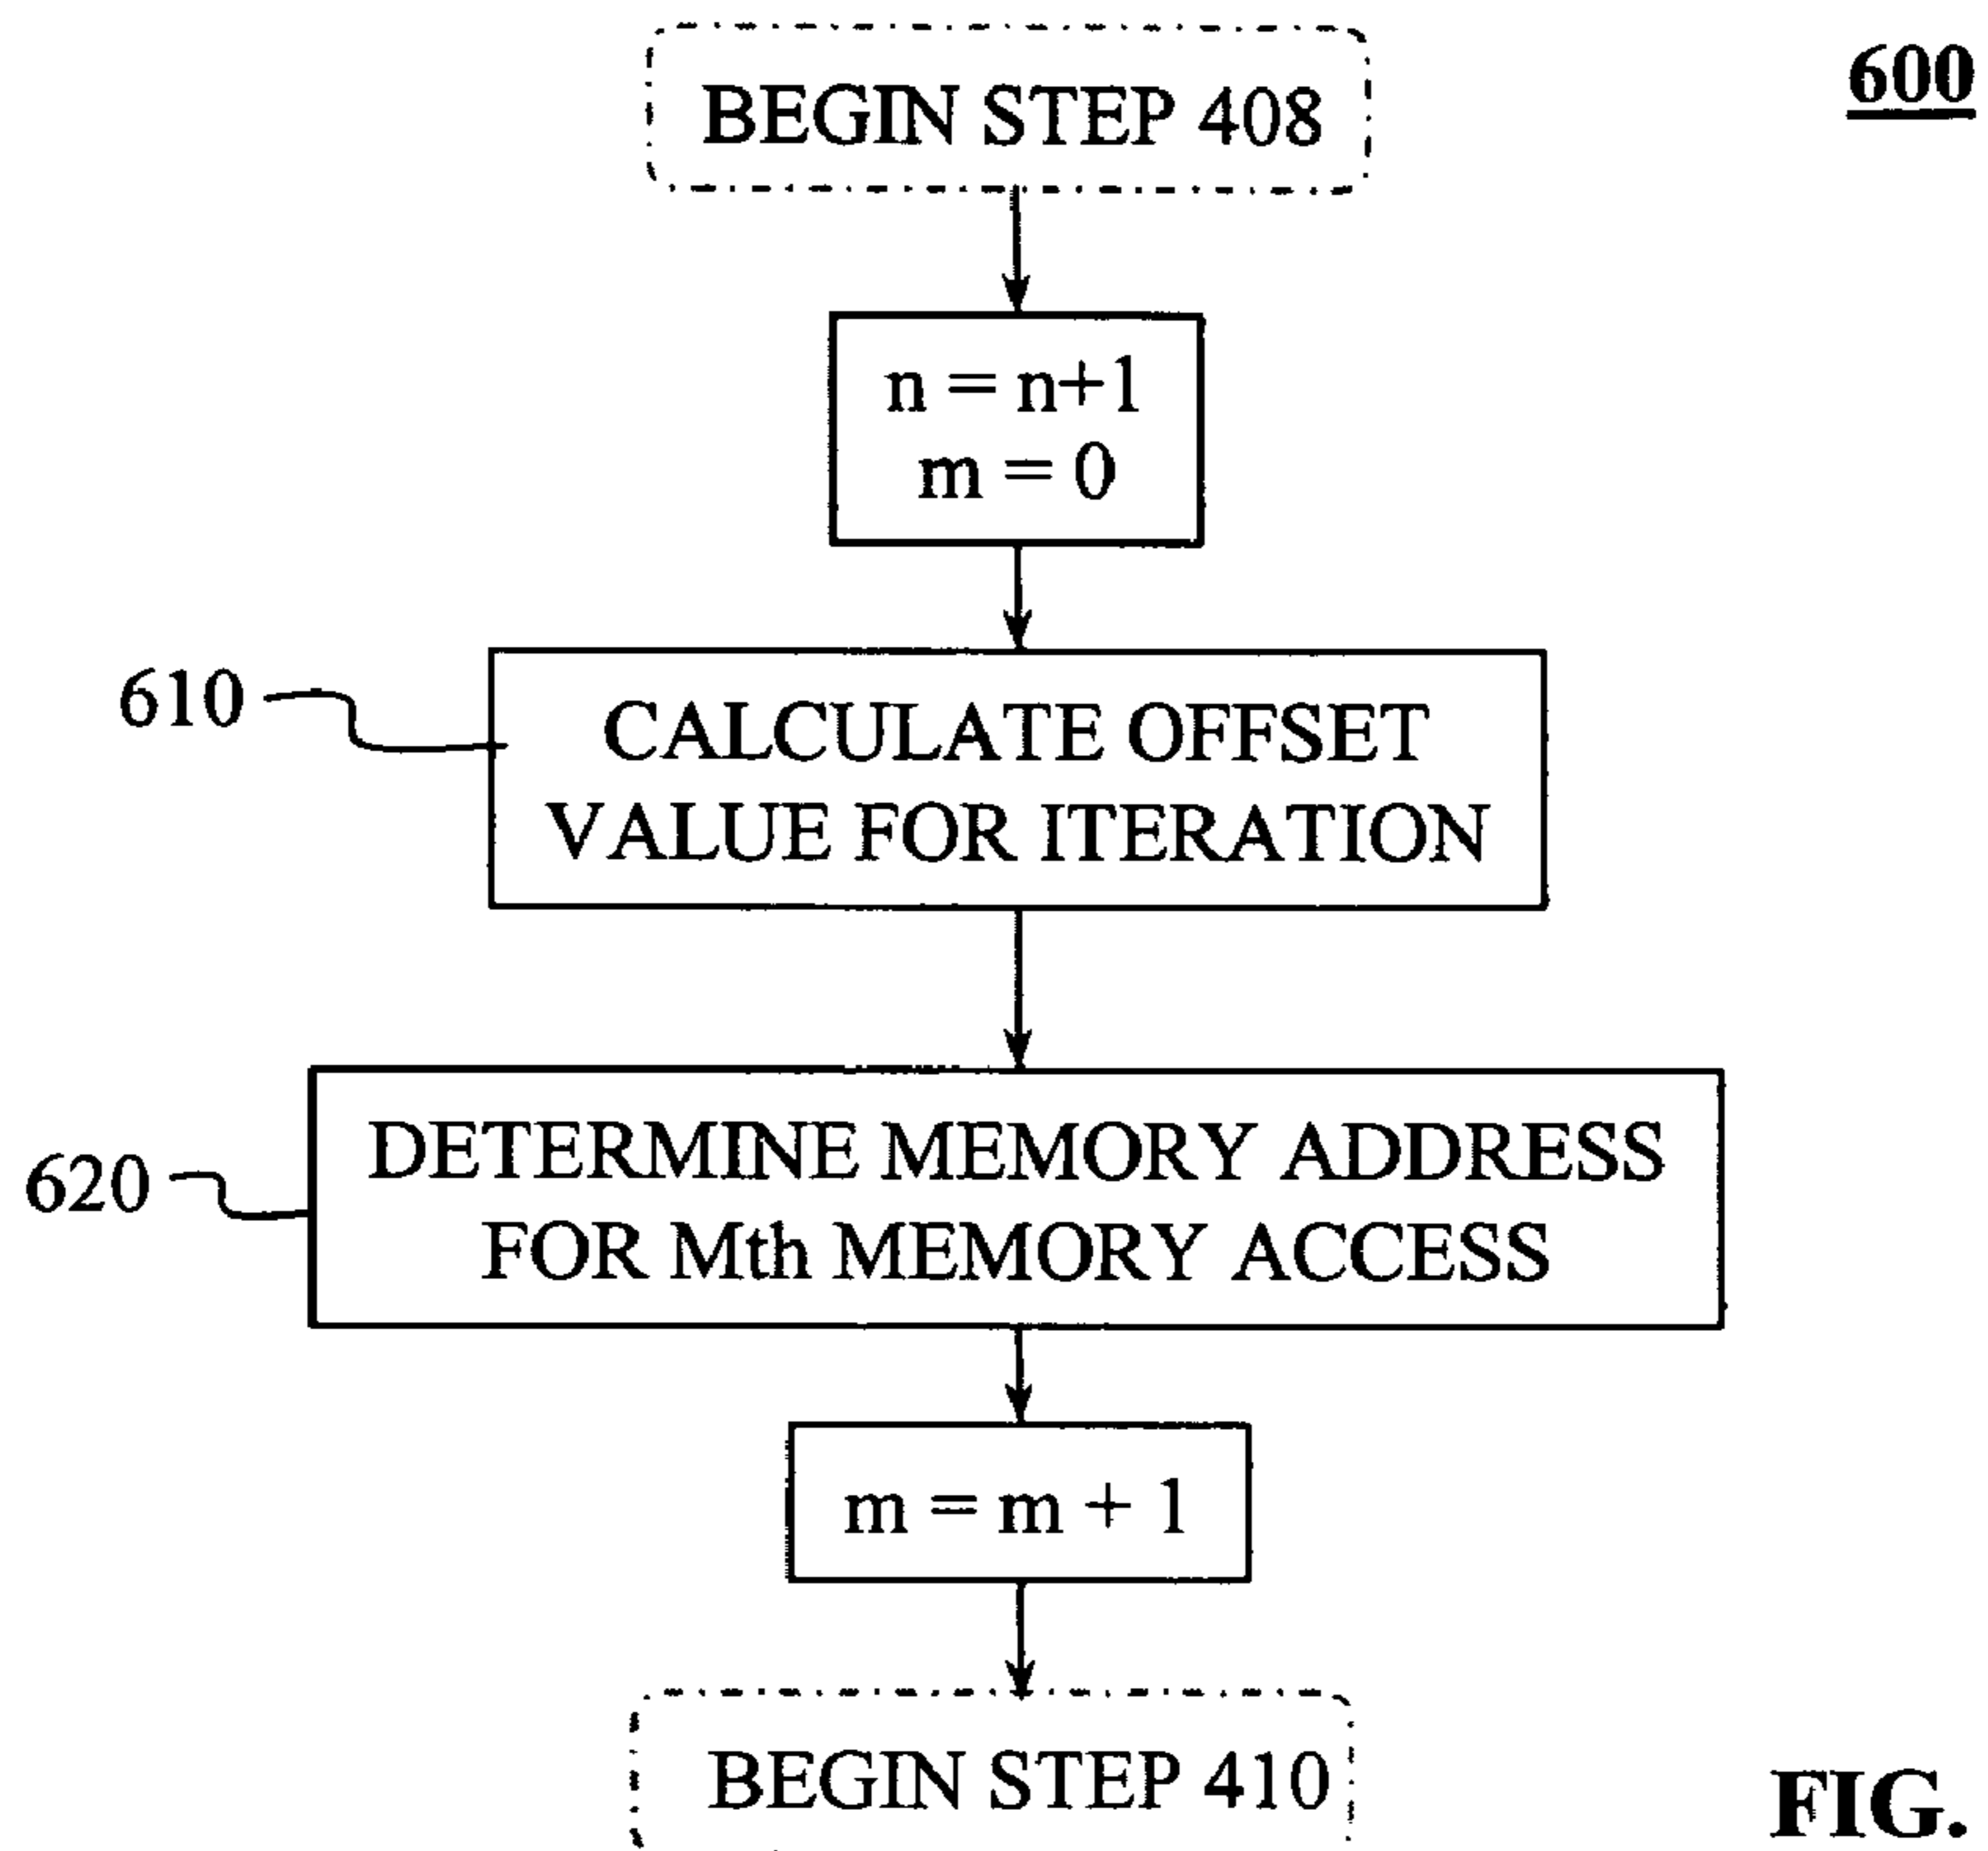 BEGIN STEP 408
600
n = n+1
m = 0
610
CALCULATE OFFSET
VALUE FOR ITERATION
620
DETERMINE MEMORY ADDRESS
FOR Mth MEMORY ACCESS
m = m + 1
BEGIN STEP 410
FIG.